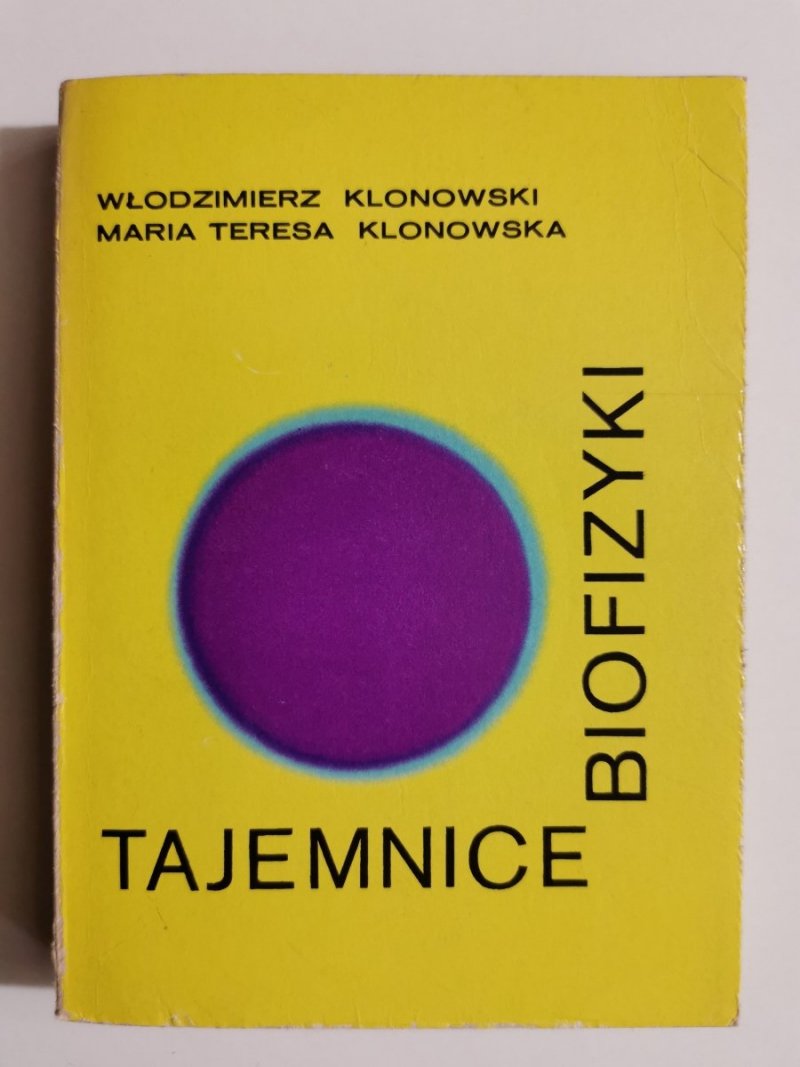 WŁODZIMIERZ KLONOWSKI
MARIA TERESA KLONOWSKA
TAJEMNICE
BIOFIZYKI